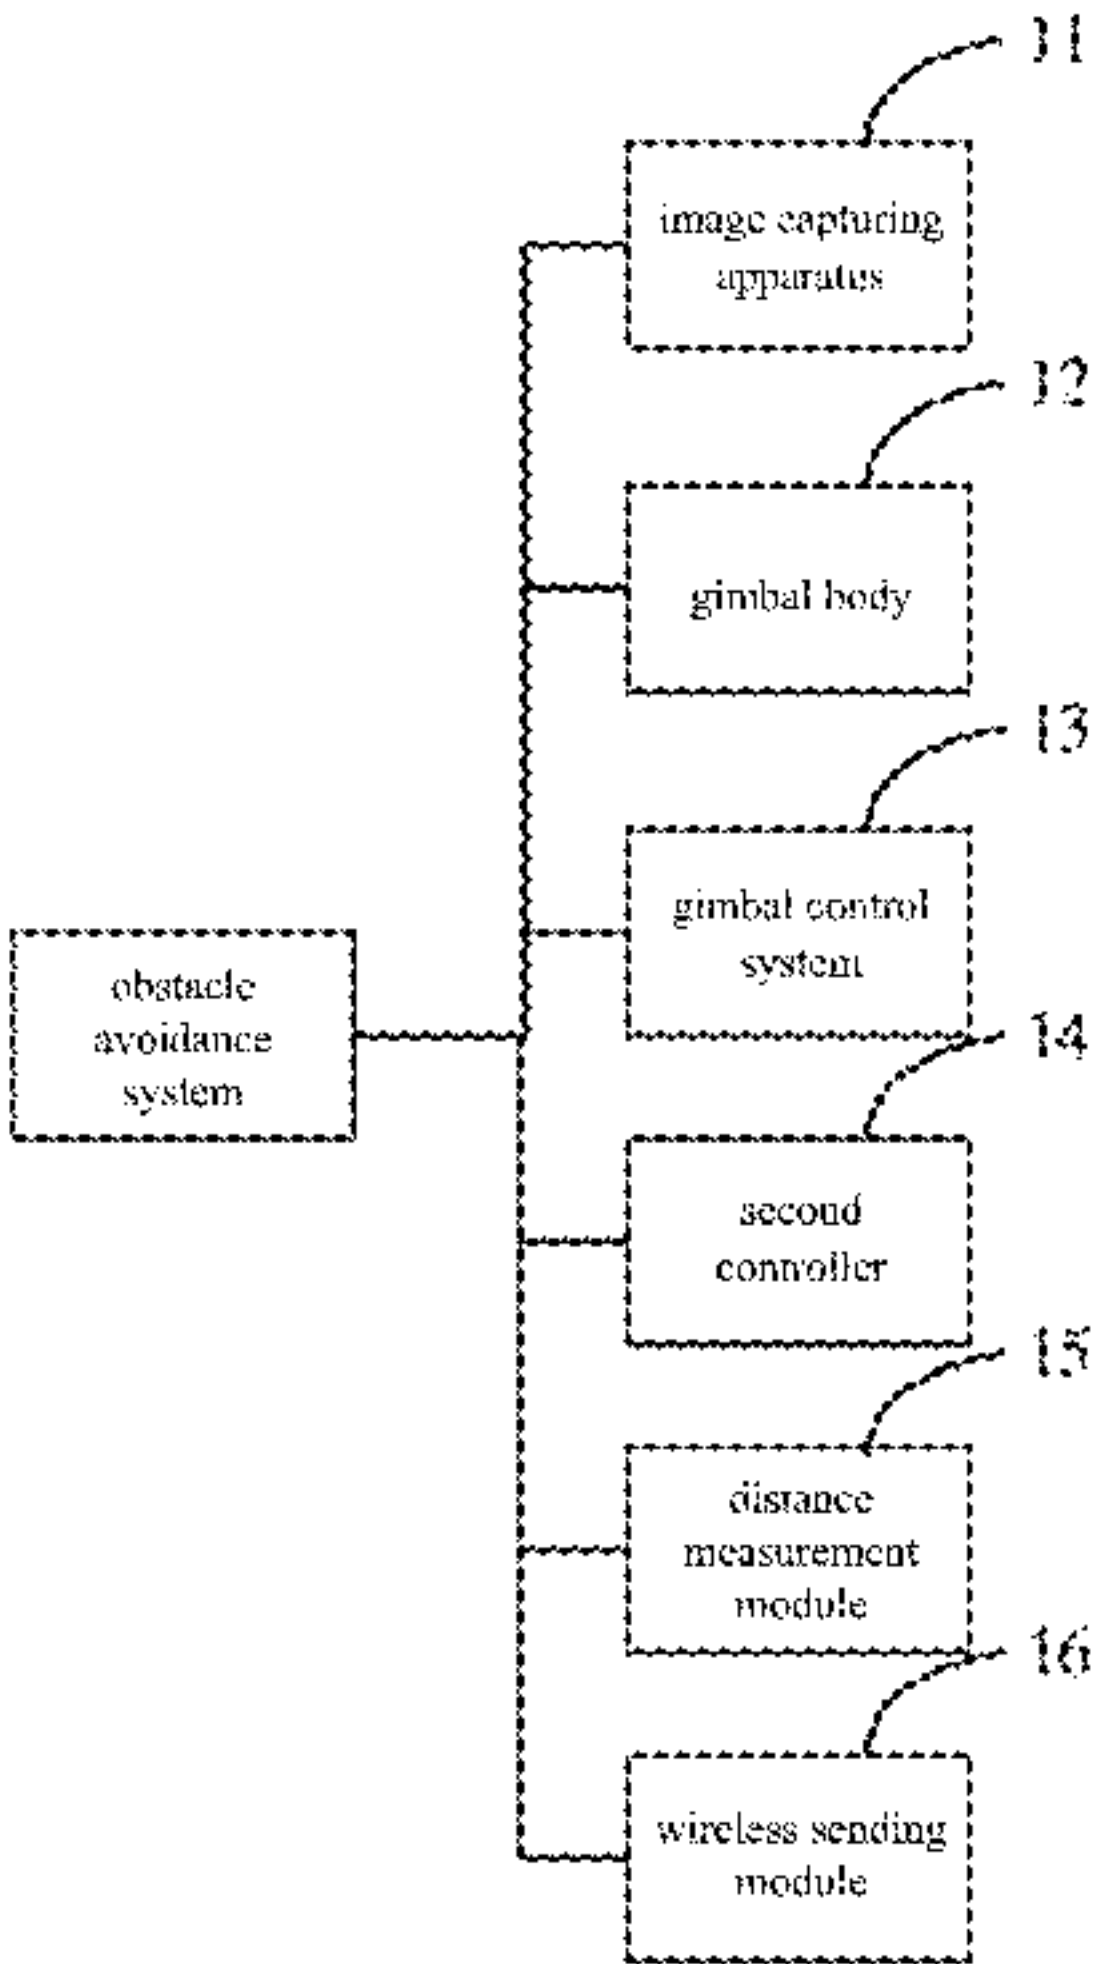 11
image capturing
apparatus
12
gimbal body
13
gimbal control
system
obstacle
avoidance
system
14
second
controller
15
distance
measurement
module
16
wireless sending
module